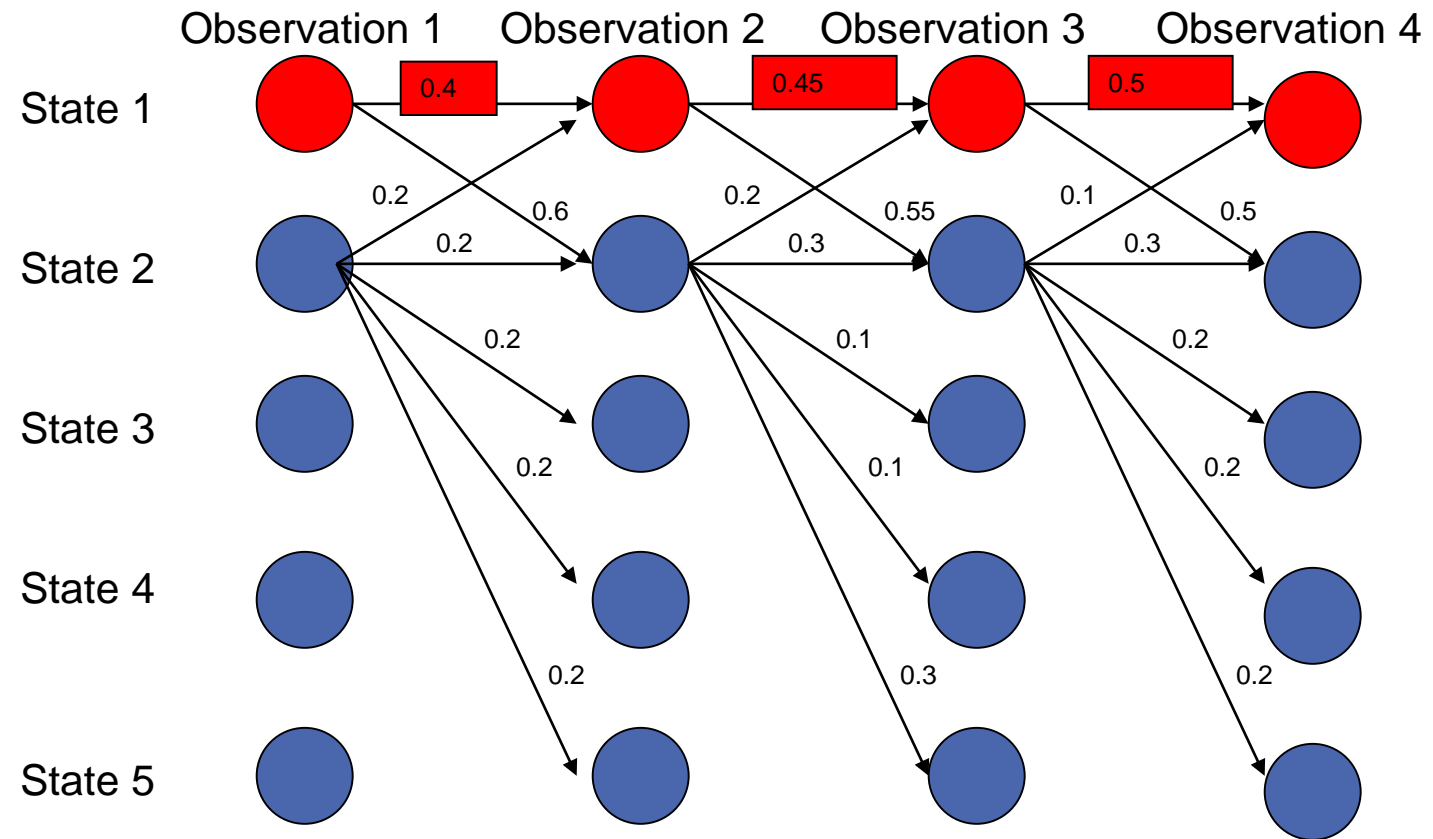 Observation 1 Observation 2 Observation 3 Observation 4
State 1 0.4 0.45 0.5
0.2 0.6 0.2 0.55 0.1 0.5
State 2 0.2 0.3 0.3
0.2 0.1 0.2
State 3
0.2 0.1 0.2
State 4
0.2 0.3 0.2
State 5